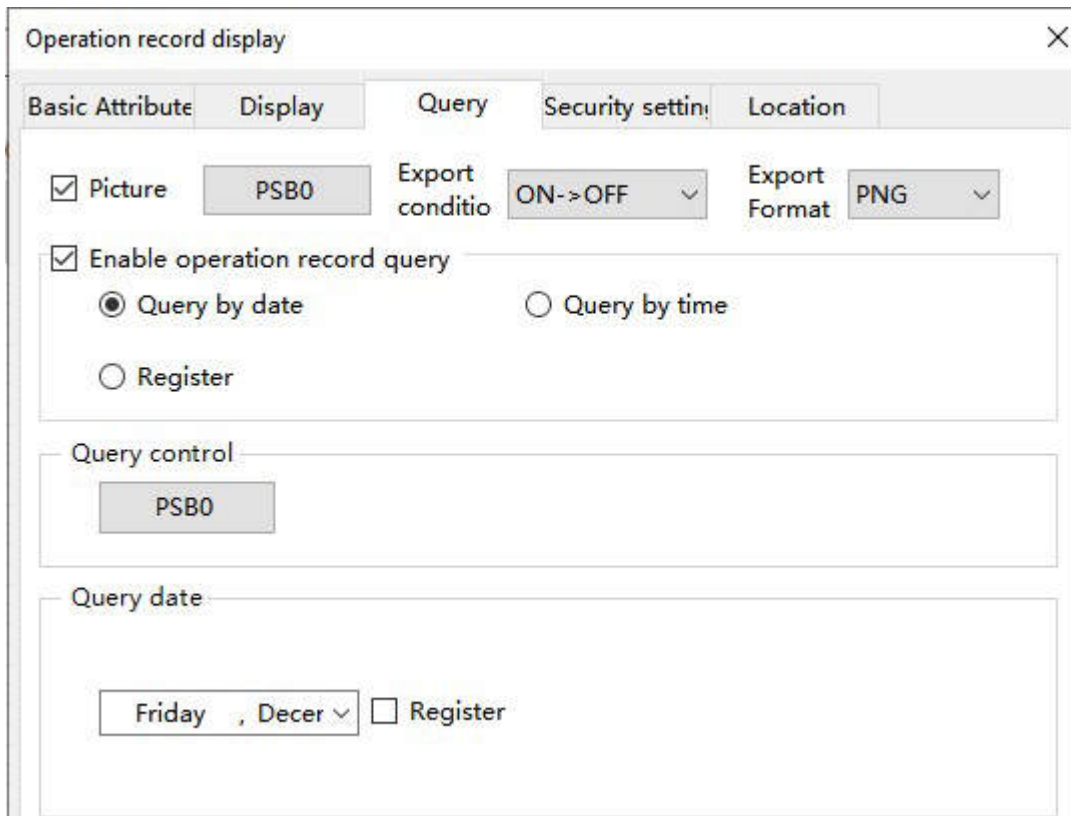 Operation record display
Basic Attribute Display Query Security settin Location
Picture PSB0 Export conditio ON->OFF Export Format PNG
Enable operation record query
Query by date Query by time
Register
Query control
PSB0
Query date
Friday , Decer Register